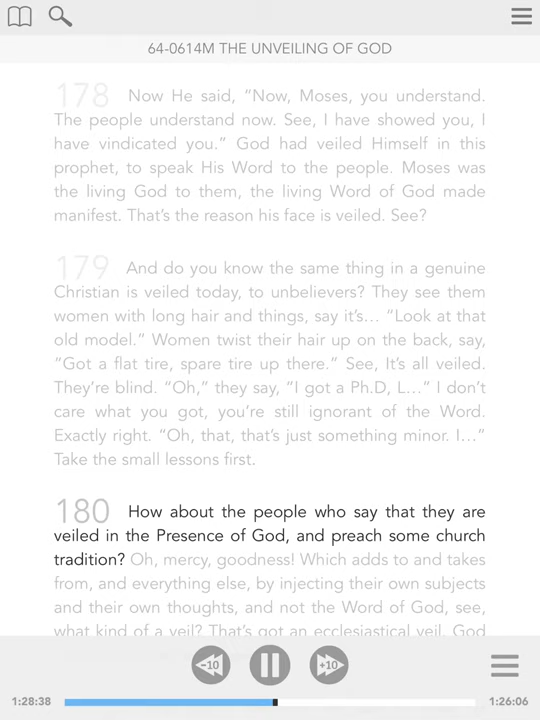 64-0614M THE UNVEILING OF GOD
178 Now He said, “Now, Moses, you understand.
The people understand now. See, I have showed you, I
have vindicated you.” God had veiled Himself in this
prophet, to speak His Word to the people. Moses was
the living God to them, the living Word of God made
manifest. That’s the reason his face is veiled. See?
179 And do you know the same thing in a genuine
Christian is veiled today, to unbelievers? They see them
women with long hair and things, say it’s… “Look at that
old model.” Women twist their hair up on the back, say,
“Got a flat tire, spare tire up there.” See, It’s all veiled.
They’re blind. “Oh,” they say, “I got a Ph.D, L…” I don’t
care what you got, you’re still ignorant of the Word.
Exactly right. “Oh, that, that’s just something minor. I…”
Take the small lessons first.
180 How about the people who say that they are
veiled in the Presence of God, and preach some church
tradition? Oh, mercy, goodness! Which adds to and takes
from, and everything else, by injecting their own subjects
and their own thoughts, and not the Word of God, see,
what kind of a veil? That’s got an ecclesiastical veil. God
-10 +10
1:28:38 1:26:06